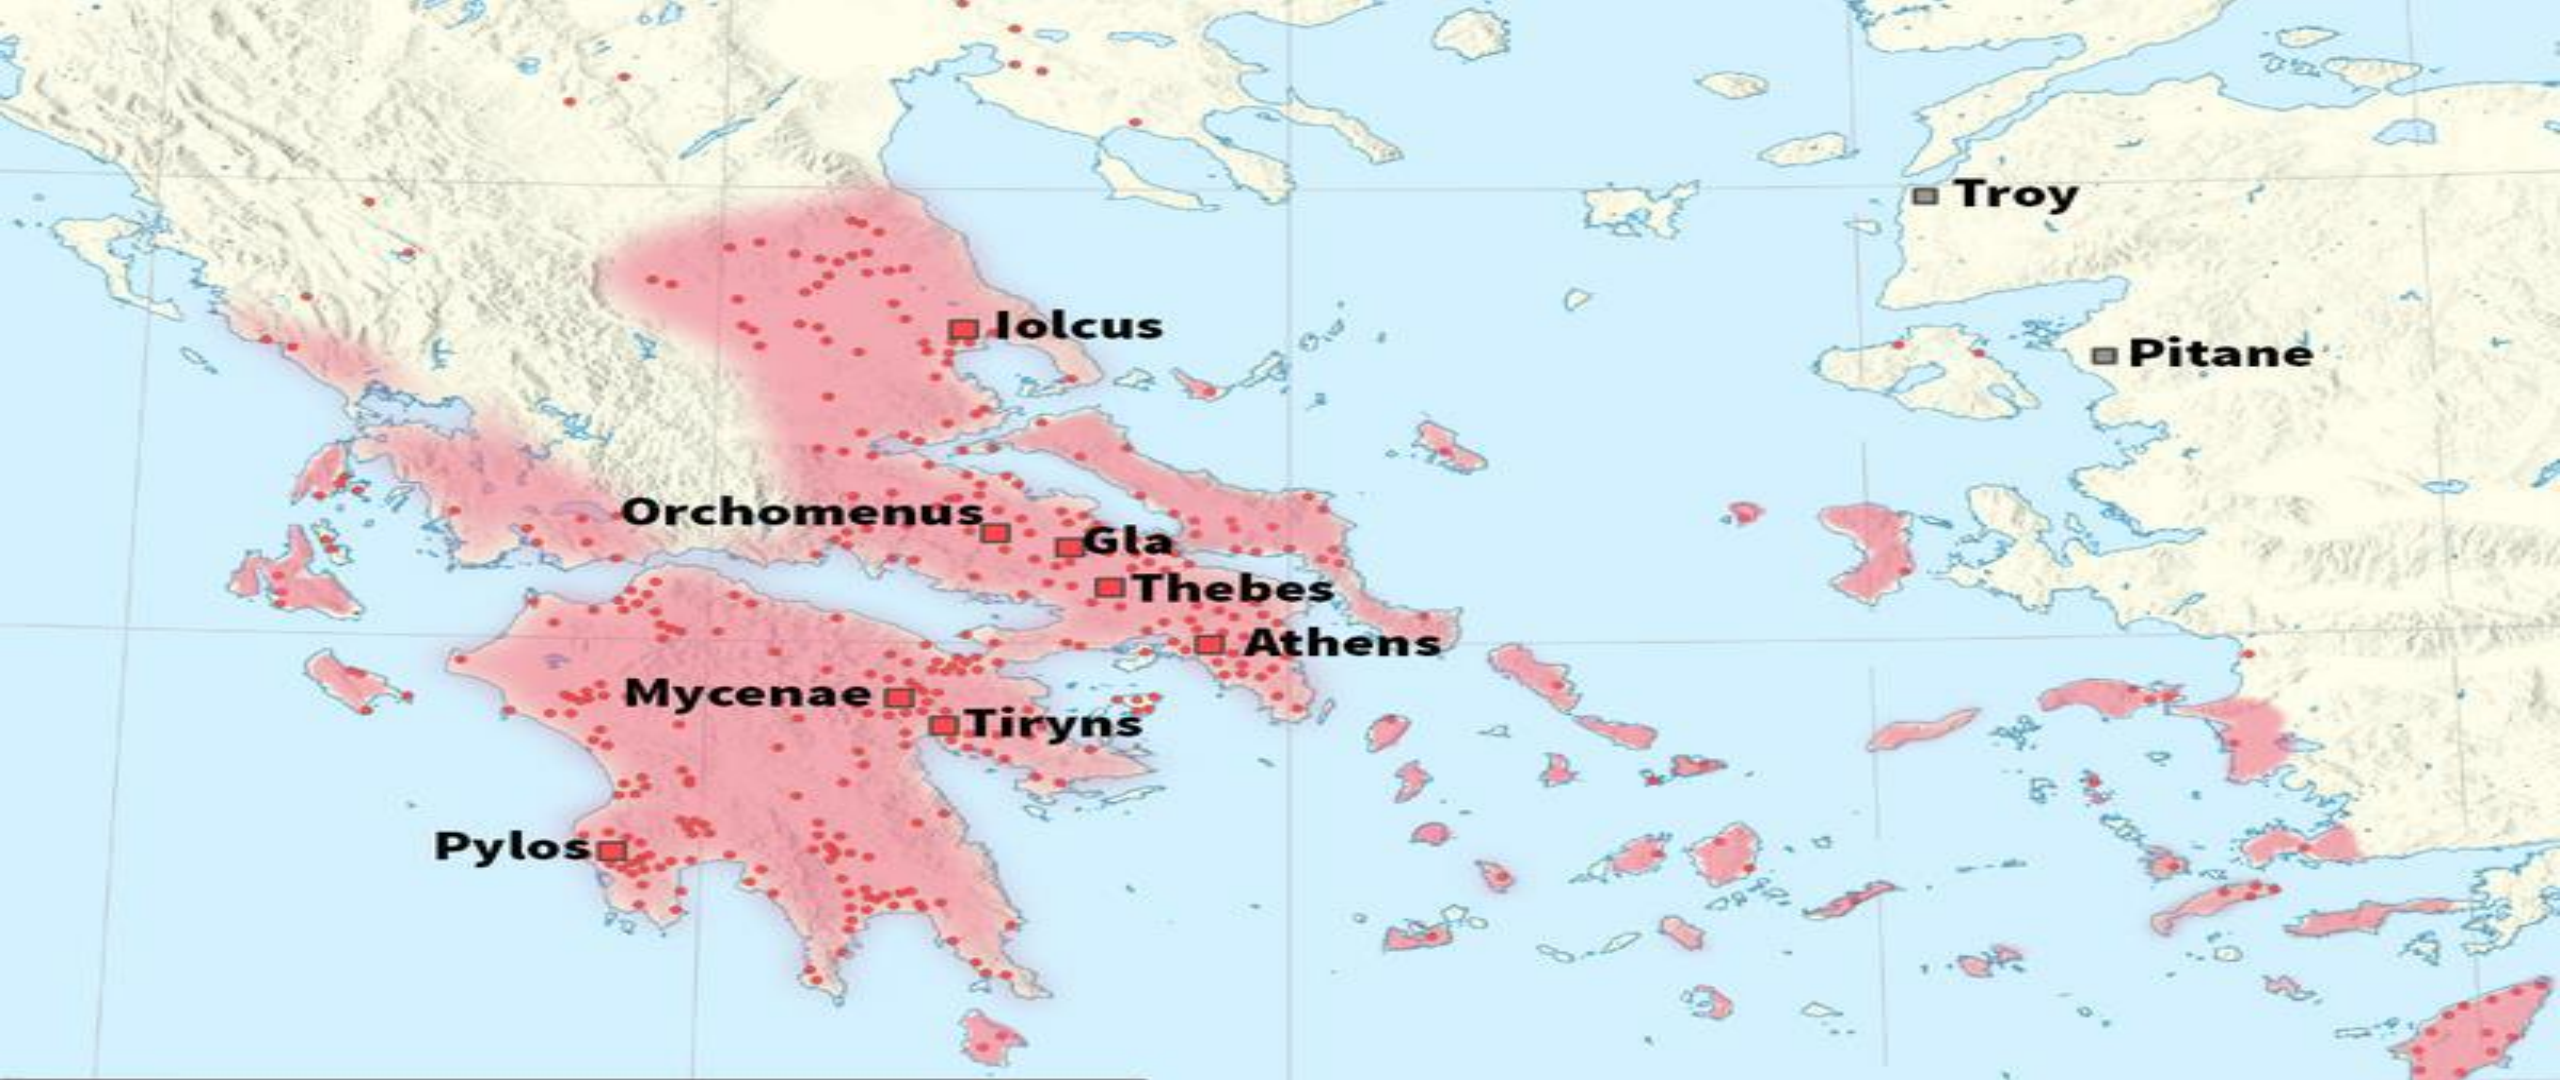 Troy
Iolcus
Pitane
Orchomenus
Gla
Thebes
Athens
Mycenae
Tiryns
Pylos